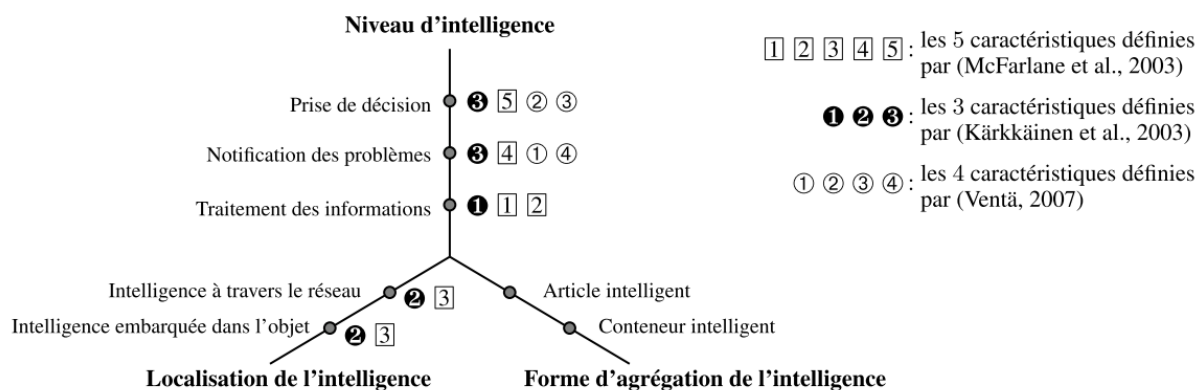 Niveau d'intelligence
Prise de décision ❸ 5 ② ③
Notification des problèmes ❸ 4 ① ④
Traitement des informations ❶ 1 2
Intelligence à travers le réseau ❷ 3
Intelligence embarquée dans l'objet ❷ 3
Localisation de l'intelligence
Article intelligent
Conteneur intelligent
Forme d'agrégation de l'intelligence
1 2 3 4 5 : les 5 caractéristiques définies
par (McFarlane et al., 2003)
❶ ❷ ❸ : les 3 caractéristiques définies
par (Kärkkäinen et al., 2003)
① ② ③ ④ : les 4 caractéristiques définies
par (Ventä, 2007)